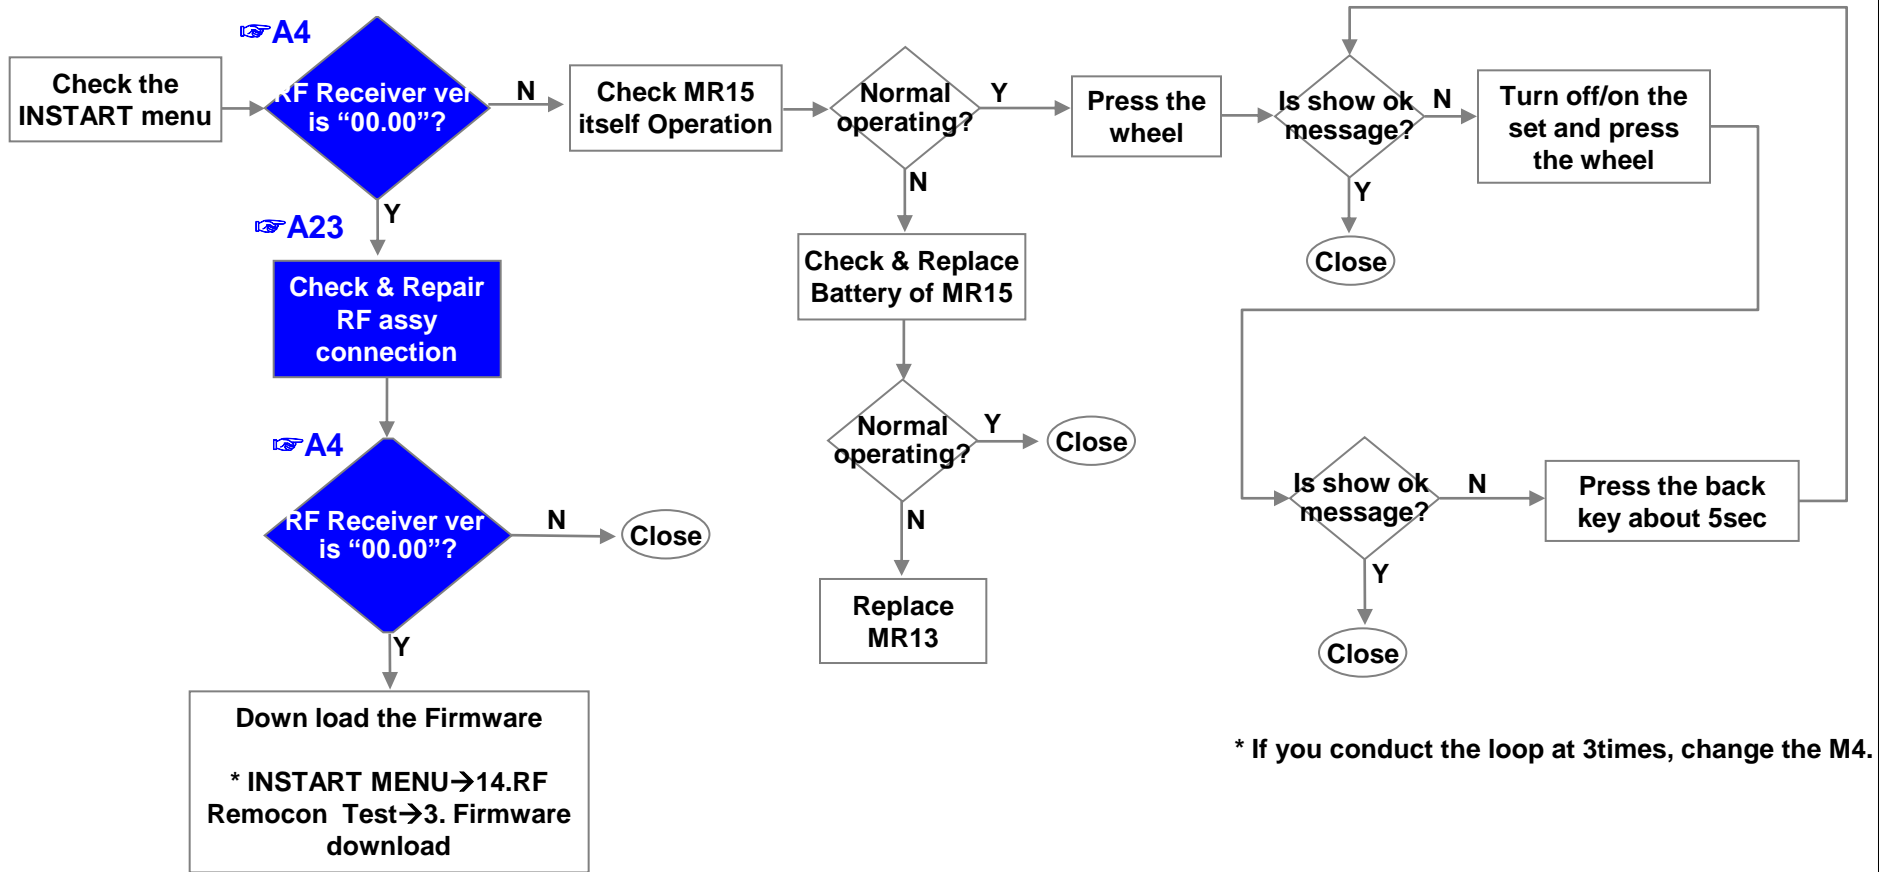 ☞A4
Check the
INSTART menu
RF Receiver ver
is “00.00”?
N
Check MR15
itself Operation
Normal
operating?
Y
Press the
wheel
Is show ok
message?
N
Turn off/on the
set and press
the wheel
Y
☞A23
Check & Repair
RF assy
connection
N
Check & Replace
Battery of MR15
Y
Close
☞A4
RF Receiver ver
is “00.00”?
N
Close
Normal
operating?
Y
Close
Is show ok
message?
N
Press the back
key about 5sec
Y
N
Replace
MR13
Y
Close
Down load the Firmware
* INSTART MENU→14.RF
Remocon Test→3. Firmware
download
* If you conduct the loop at 3times, change the M4.